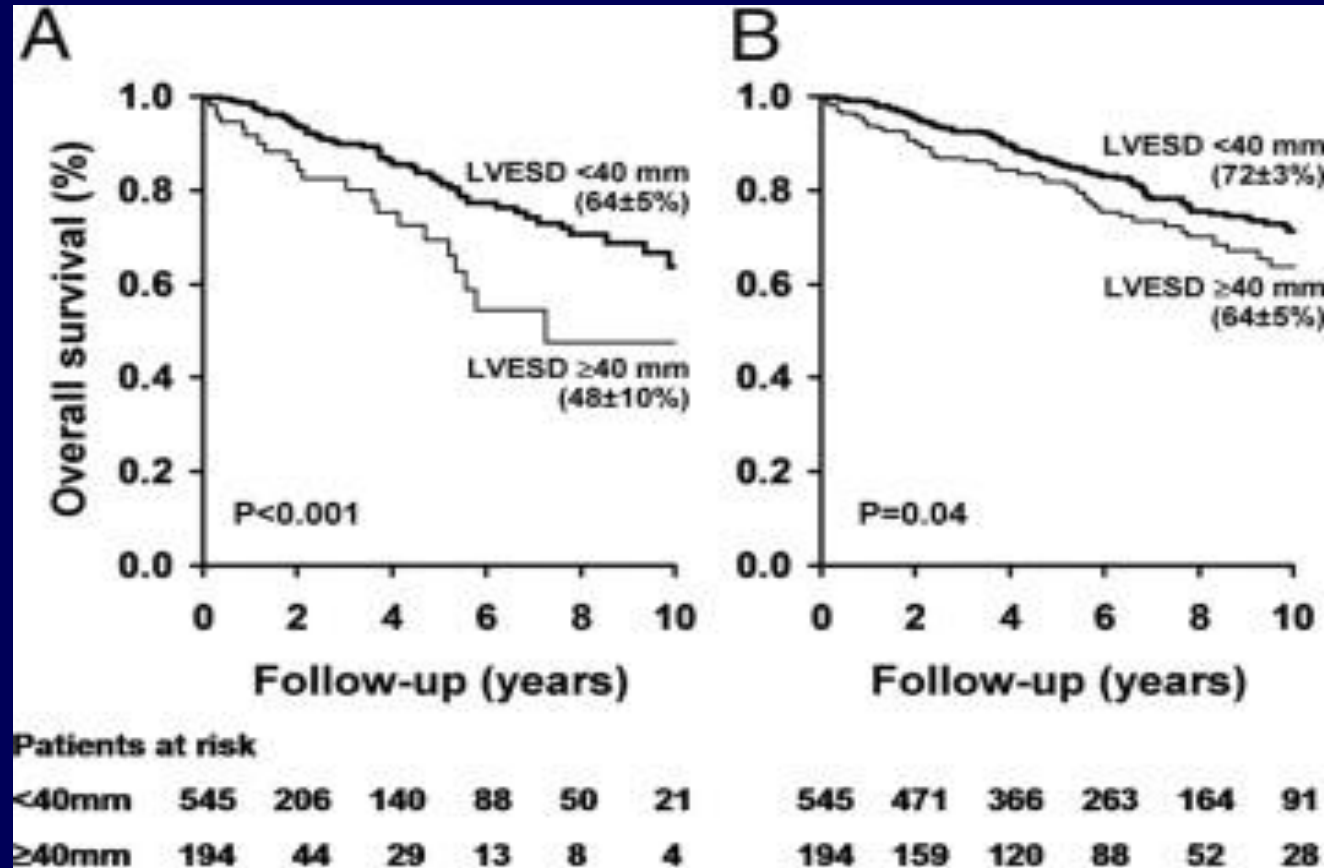 A
Overall survival (%)
1.0
0.8
0.6
0.4
0.2
0.0
LVESD <40 mm
(64±5%)
LVESD ≥40 mm
(48±10%)
P<0.001
0 2 4 6 8 10
Follow-up (years)
B
1.0
0.8
0.6
0.4
0.2
0.0
LVESD <40 mm
(72±3%)
LVESD ≥40 mm
(64±5%)
P=0.04
0 2 4 6 8 10
Follow-up (years)
Patients at risk
<40mm 545 206 140 88 50 21 545 471 366 263 164 91
≥40mm 194 44 29 13 8 4 194 159 120 88 52 28